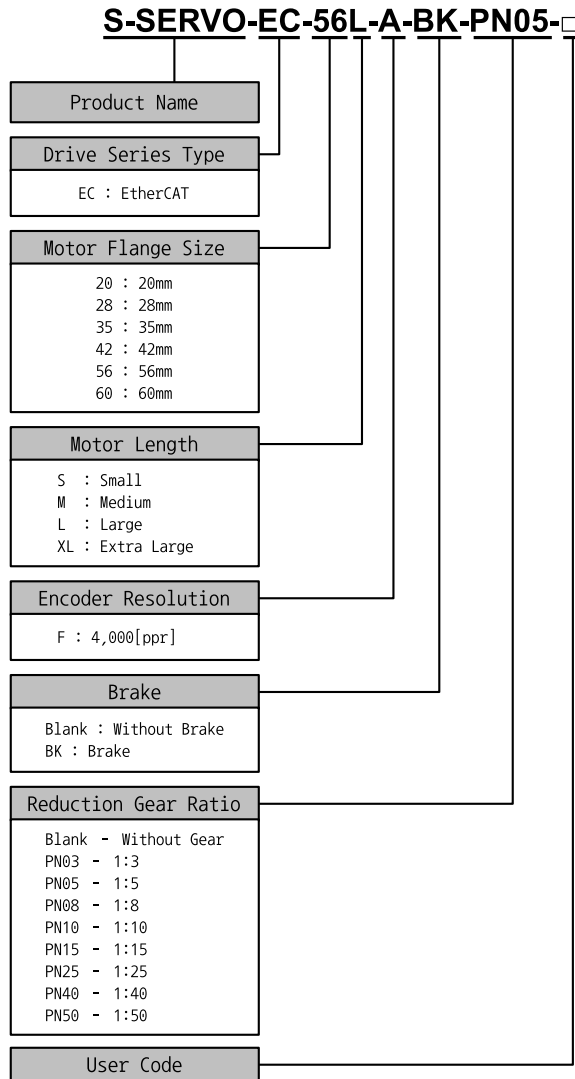 S-SERVO-EC-56L-A-BK-PN05-□
Product Name
Drive Series Type
EC : EtherCAT
Motor Flange Size
20 : 20mm
28 : 28mm
35 : 35mm
42 : 42mm
56 : 56mm
60 : 60mm
Motor Length
S : Small
M : Medium
L : Large
XL : Extra Large
Encoder Resolution
F : 4,000[ppr]
Brake
Blank : Without Brake
BK : Brake
Reduction Gear Ratio
Blank - Without Gear
PN03 - 1:3
PN05 - 1:5
PN08 - 1:8
PN10 - 1:10
PN15 - 1:15
PN25 - 1:25
PN40 - 1:40
PN50 - 1:50
User Code